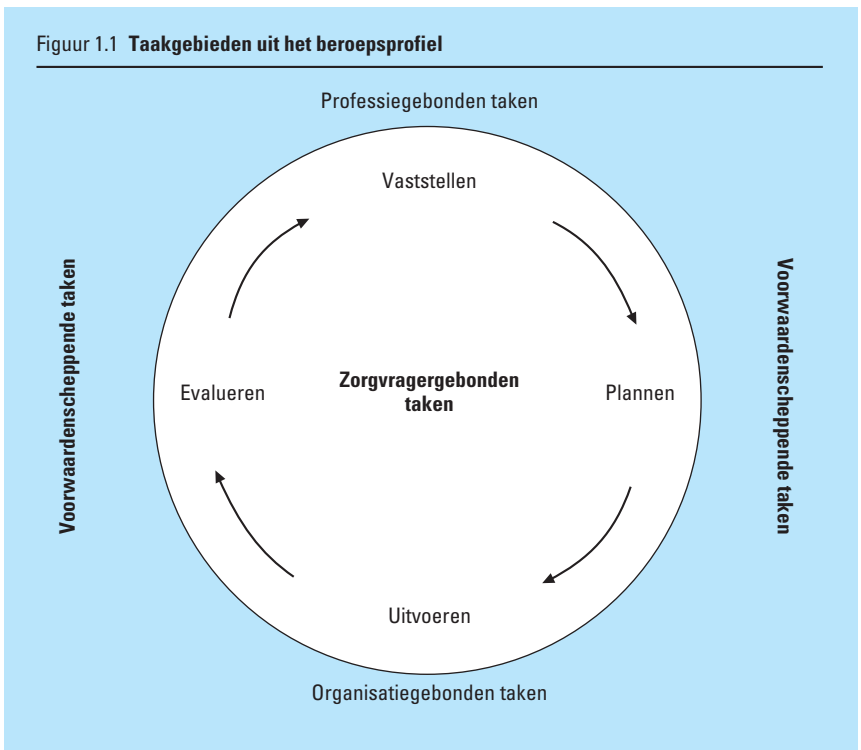 Figuur 1.1 Taakgebieden uit het beroepsprofiel
Professiegebonden taken
Vaststellen
Voorwaardenscheppende taken
Evalueren
Zorgvragergebonden
taken
Plannen
Voorwaardenscheppende taken
Uitvoeren
Organisatiegebonden taken